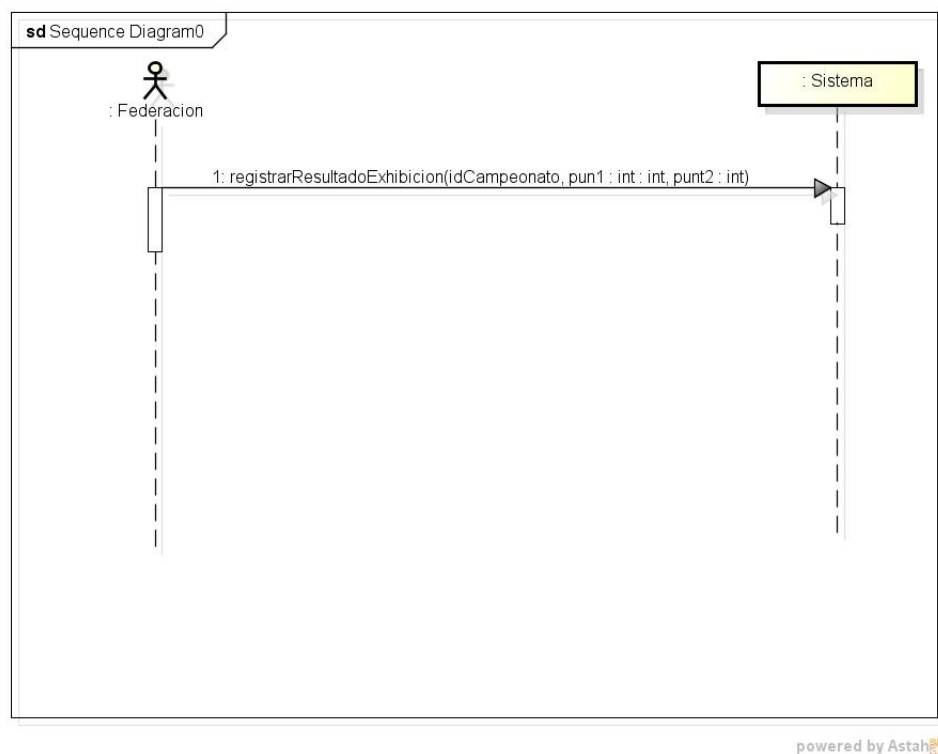 sd Sequence Diagram0
: Federacion
: Sistema
1: registrarResultadoExhibicion(idCampeonato, pun1 : int : int, punt2 : int)
powered by Astah